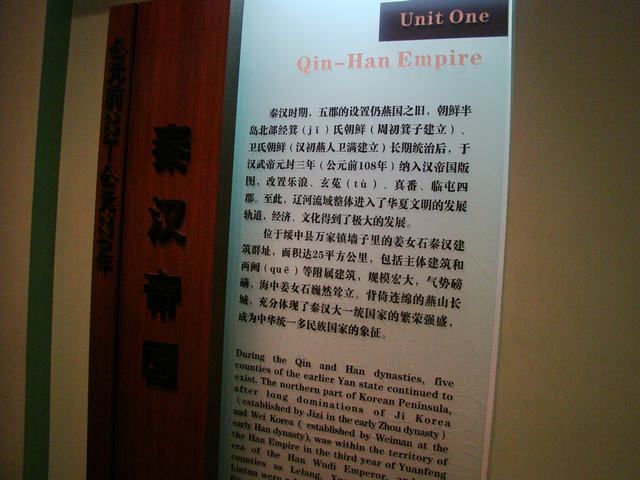 Unit One
Qin-Han Empire
秦汉帝国
秦汉时期，五郡的设置仍燕国之旧，朝鲜半
岛北部经箕（jī）氏朝鲜（周初箕子建立）、
卫氏朝鲜（汉初燕人卫满建立）长期统治后，于
汉武帝元封三年（公元前108年）纳入汉帝国版
图，改置乐浪、玄菟（tù）、真番、临屯四
郡。至此，辽河流域整体进入了华夏文明的发展
轨道，经济、文化得到了极大的发展。
位于绥中县万家镇墙子里的姜女石秦汉建
筑群址，面积达25平方公里，包括主体建筑和
两阙（quē）等附属建筑，规模宏大，气势磅
礴，海中姜女石巍然耸立。背倚连绵的燕山长
城，充分体现了秦汉大一统国家的繁荣强盛，
成为中华统一多民族国家的象征。
During the Qin and Han dynasties, five
counties of the earlier Yan state continued to
exist. The northern part of Korean Peninsula,
after long dominations of Ji Korea
（established by Jizi in the early Zhou dynasty）
and Wei Korea（ established by Weiman at the
early Han dynasty), was within the territory of
the Han Empire in the third year of Yuanfeng
era of the Han Wudi Emperor,
counties as Lelang,
Lintun were